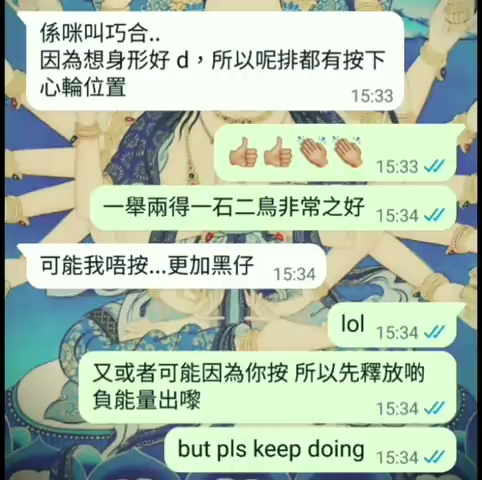 係咪叫巧合..
因為想身形好 d，所以呢排都有按下
心輪位置
15:33
👍🏼👍🏼👏🏼👏🏼 15:33
一舉兩得一石二鳥非常之好 15:34
可能我唔按...更加黑仔 15:34
lol 15:34
又或者可能因為你按 所以先釋放啲
負能量出嚟
15:34
but pls keep doing 15:34